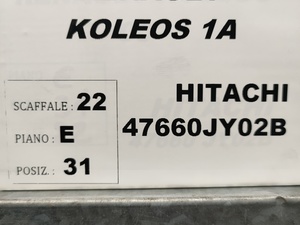 KOLEOS 1A
SCAFFALE : 22
PIANO : E
POSIZ. : 31
HITACHI
47660JY02B